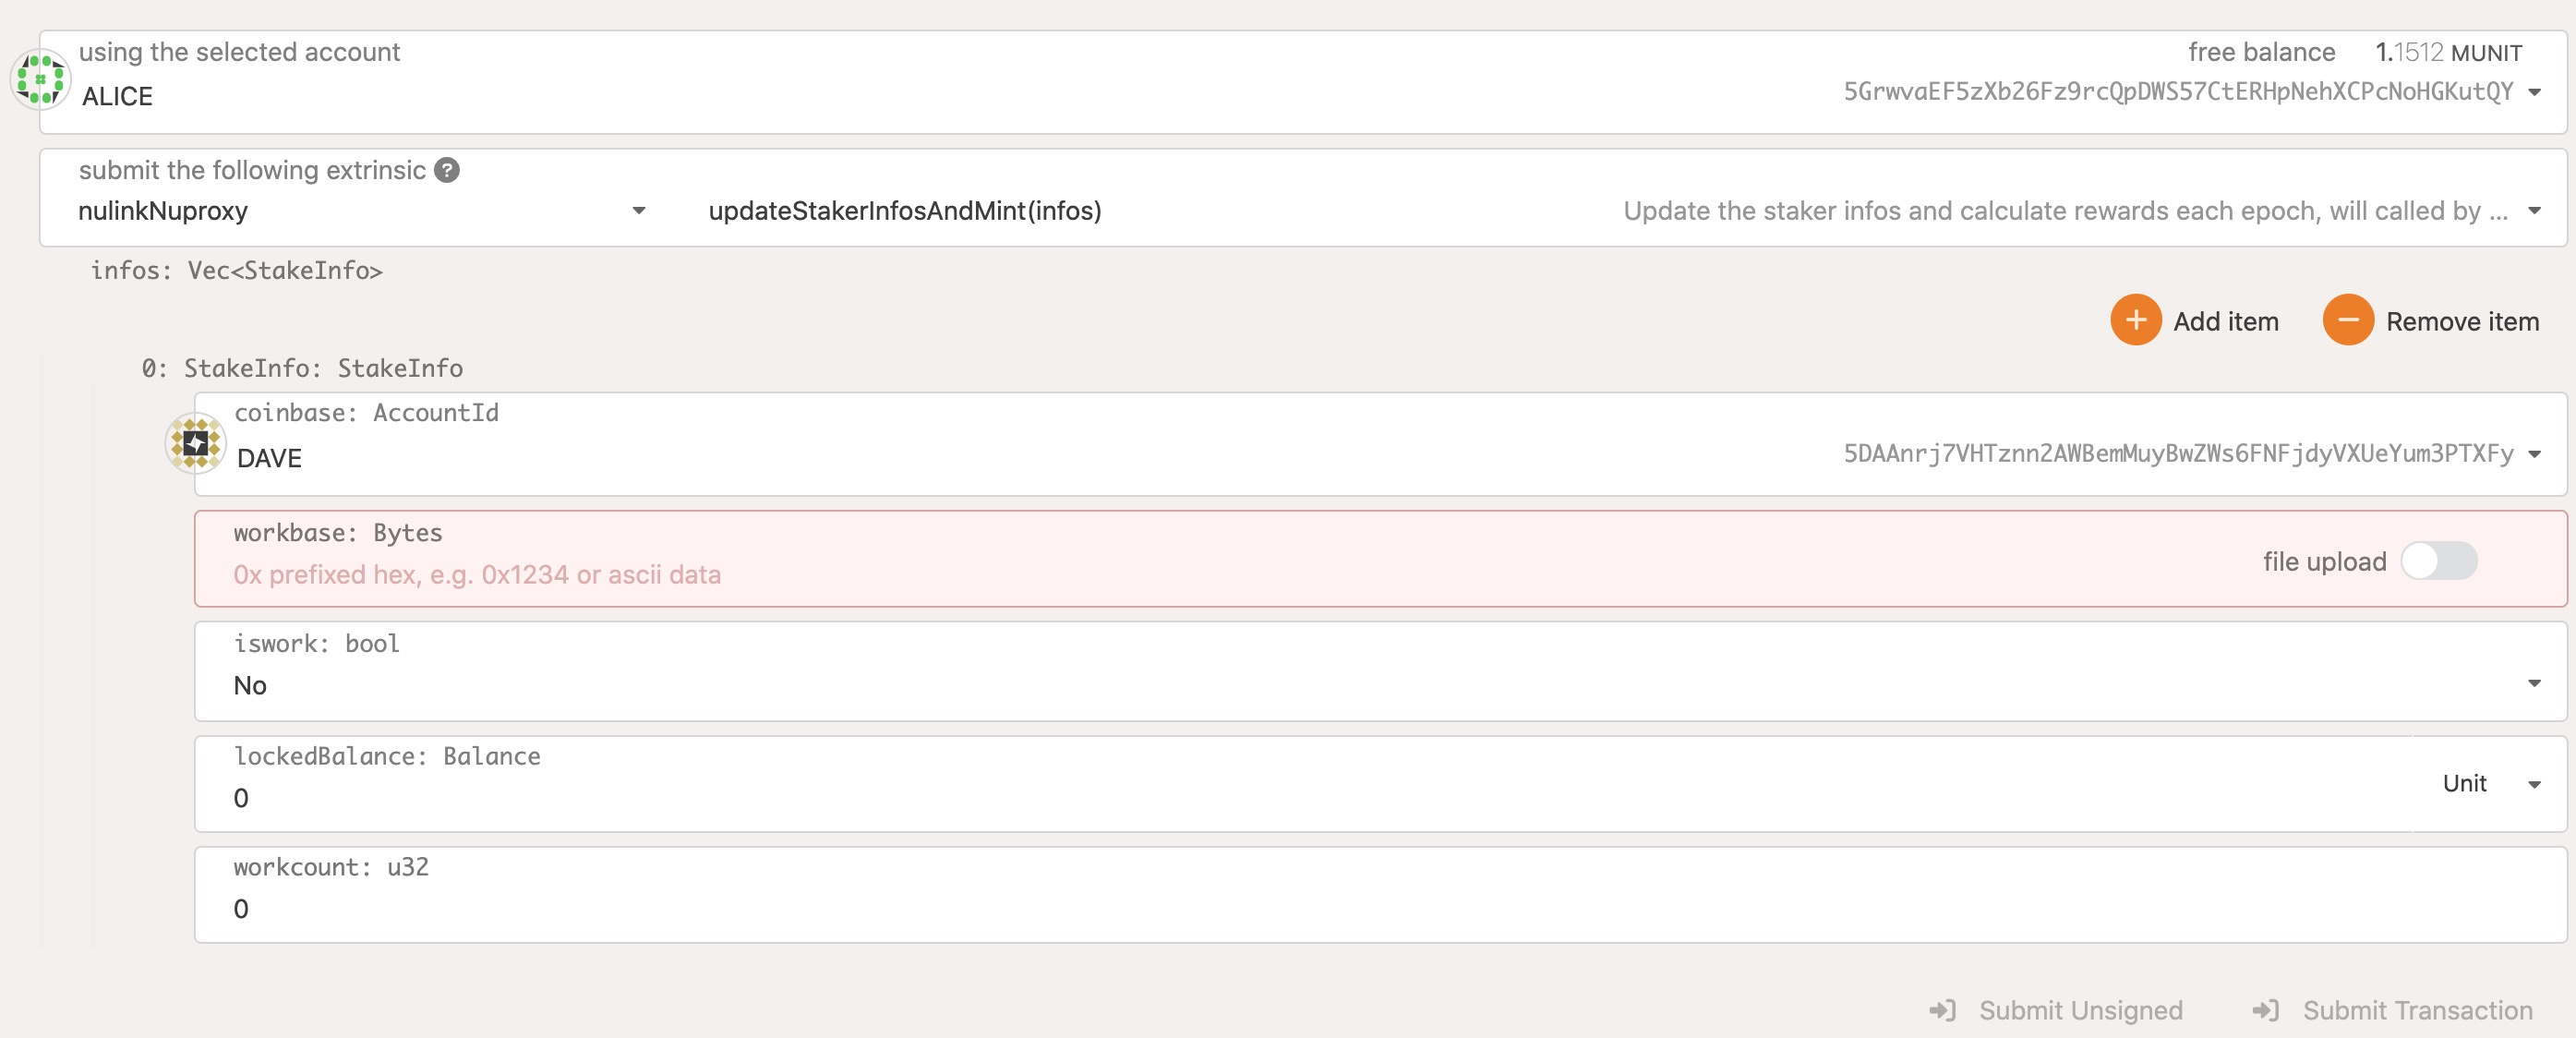 using the selected account
free balance 1.1512 MUNIT
ALICE
5GrwvaEF5zXb26Fz9rcQpDWS57CtERHpNehXCPcNoHGKutQY
submit the following extrinsic ?
nulinkNuproxy
updateStakerInfosAndMint(infos)
Update the staker infos and calculate rewards each epoch, will called by ...
infos: Vec<StakeInfo>
Add item
Remove item
0: StakeInfo: StakeInfo
coinbase: AccountId
DAVE
5DAAnrj7VHTznn2AWBemMuyBwZWs6FNFjdyVXUeYum3PTXFy
workbase: Bytes
0x prefixed hex, e.g. 0x1234 or ascii data
file upload
iswork: bool
No
lockedBalance: Balance
0
Unit
workcount: u32
0
Submit Unsigned
Submit Transaction